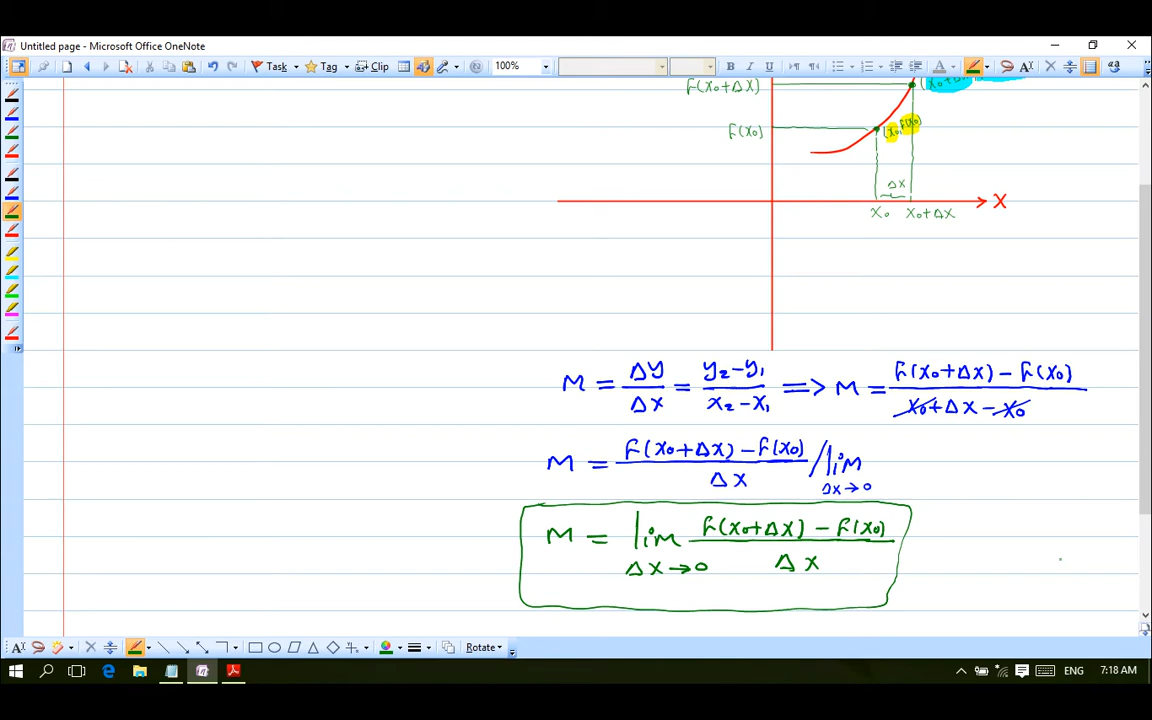 Untitled page - Microsoft Office OneNote
Task Tag Clip 100% B I U
F(x₀+Δx)
F(x₀) (x₀, F(x₀)
Δx
x₀ x₀+Δx X
M = Δy/Δx = y₂-y₁/x₂-x₁ ⟹ M = F(x₀+Δx) - F(x₀)/x₀+Δx-x₀
M = F(x₀+Δx) - F(x₀)/Δx / lim Δx→0
M = lim Δx→0 F(x₀+Δx) - F(x₀)/Δx
Rotate
ENG 7:18 AM